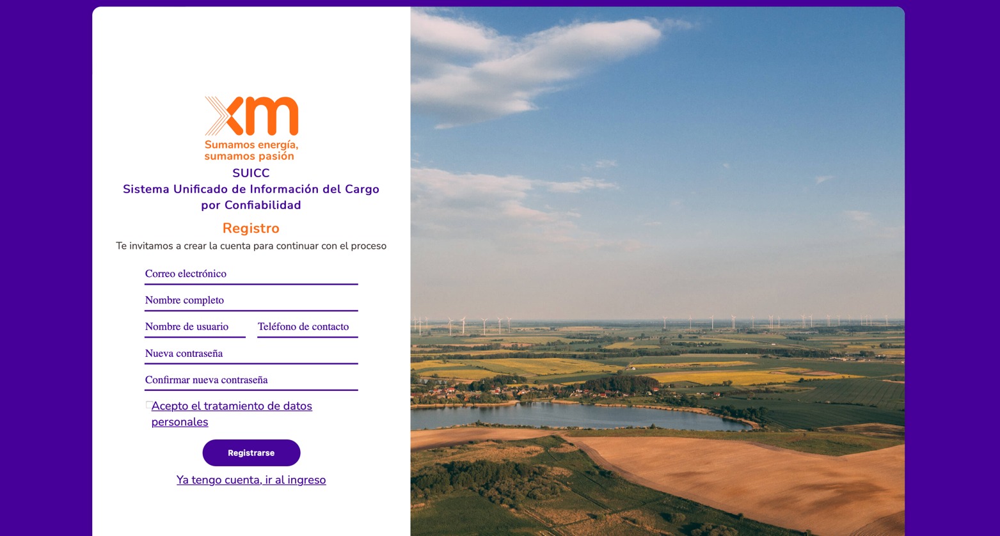 xm
Sumamos energía,
sumamos pasión
SUICC
Sistema Unificado de Información del Cargo
por Confiabilidad
Registro
Te invitamos a crear la cuenta para continuar con el proceso
Correo electrónico
Nombre completo
Nombre de usuario
Teléfono de contacto
Nueva contraseña
Confirmar nueva contraseña
Acepto el tratamiento de datos
personales
Registrarse
Ya tengo cuenta, ir al ingreso